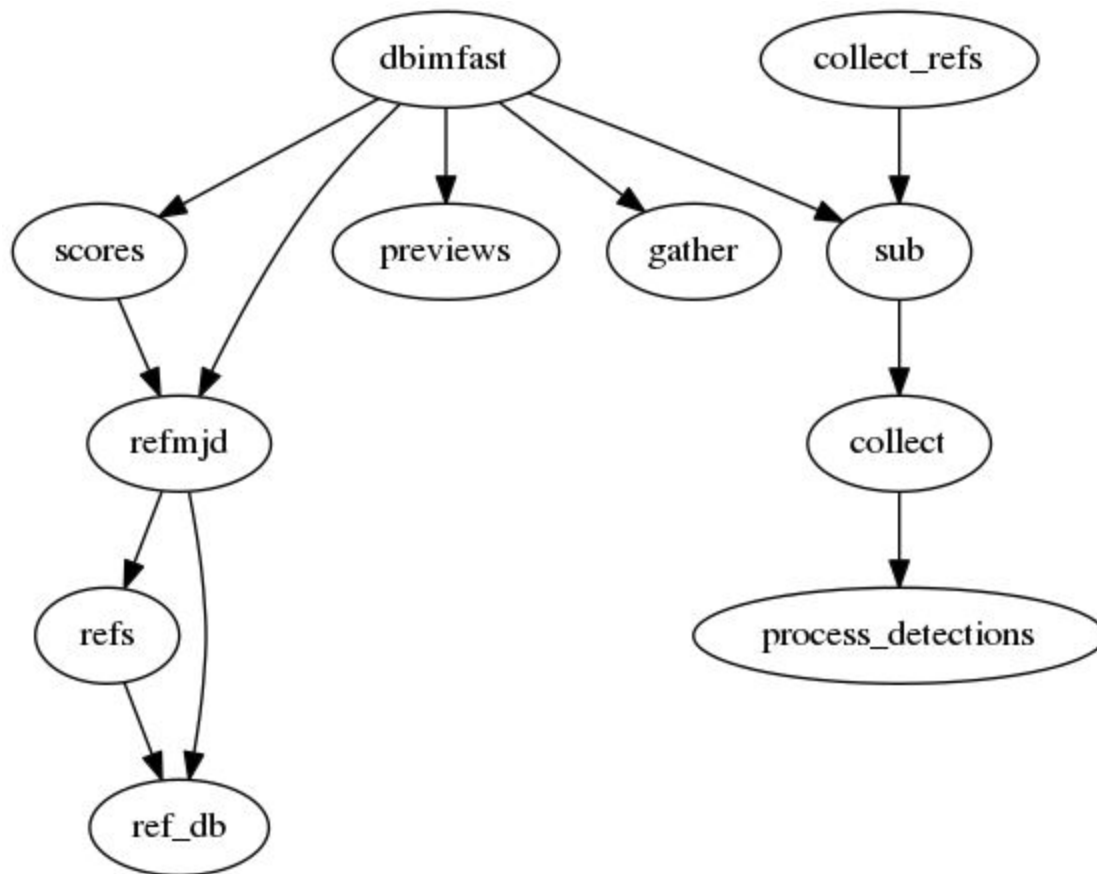 dbimfast
collect_refs
scores
previews
gather
sub
refmjd
collect
refs
process_detections
ref_db